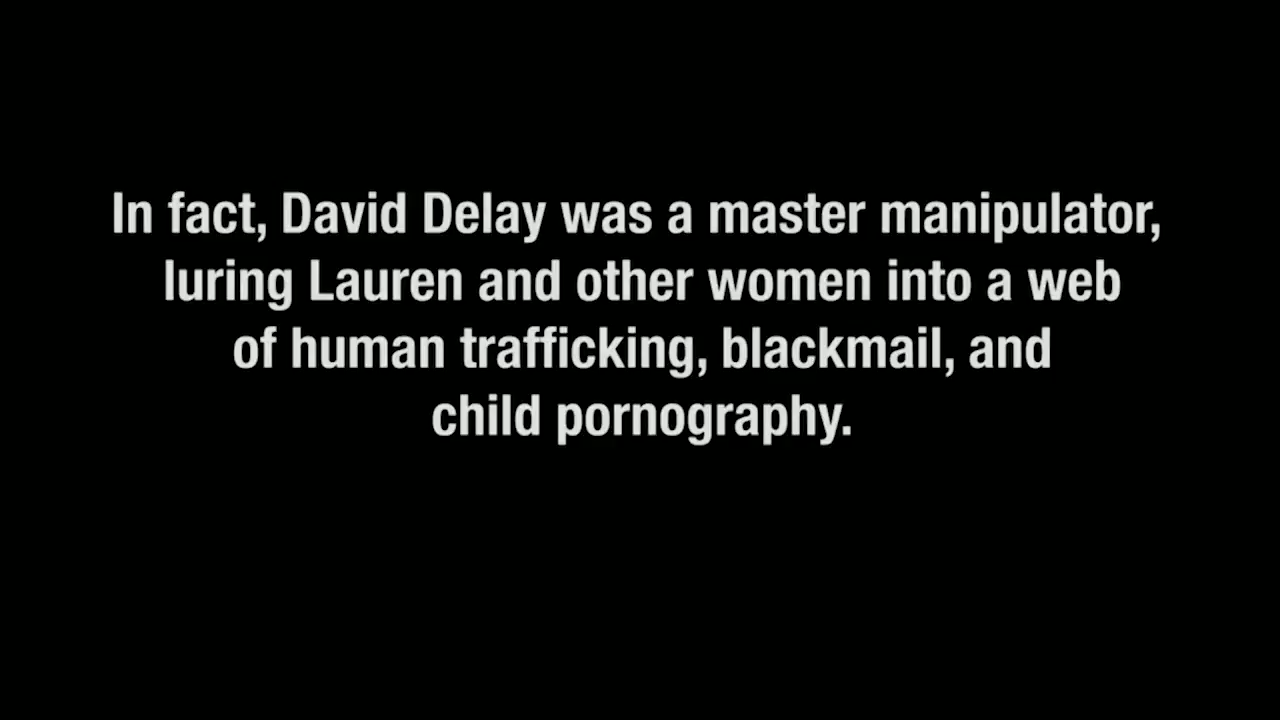 In fact, David Delay was a master manipulator,
luring Lauren and other women into a web
of human trafficking, blackmail, and
child pornography.